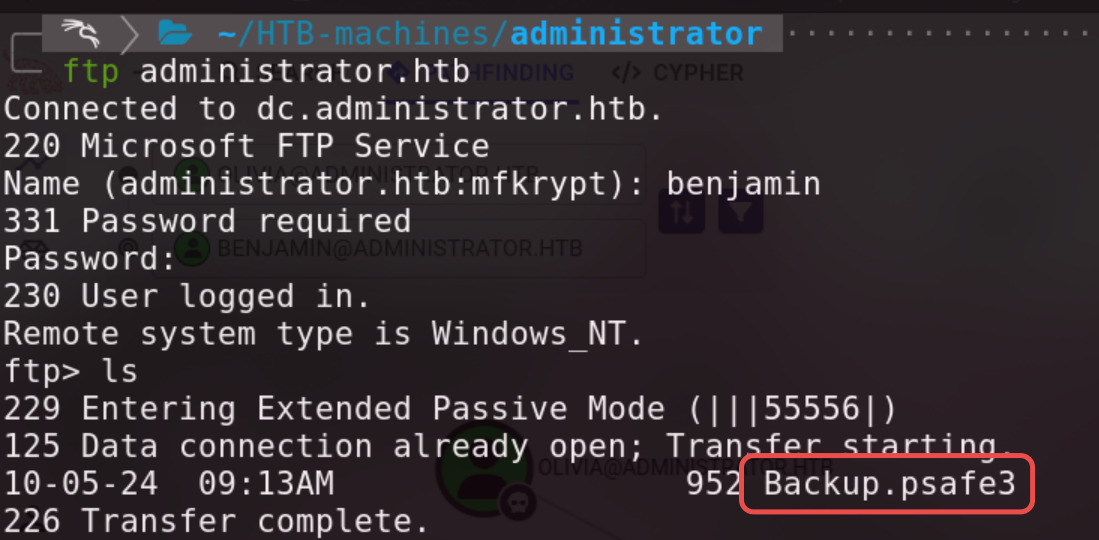 ~/HTB-machines/administrator
ftp administrator.htb
PATHFINDING </> CYPHER
Connected to dc.administrator.htb.
220 Microsoft FTP Service
OLIVIA@ADMINISTRATOR.HTB
Name (administrator.htb:mfkrypt): benjamin
331 Password required
BENJAMIN@ADMINISTRATOR.HTB
Password:
230 User logged in.
Remote system type is Windows_NT.
ftp> ls
229 Entering Extended Passive Mode (|||55556|)
125 Data connection already open; Transfer starting.
OLIVIA@ADMINISTRATOR.HTB
10-05-24  09:13AM                  952 Backup.psafe3
226 Transfer complete.